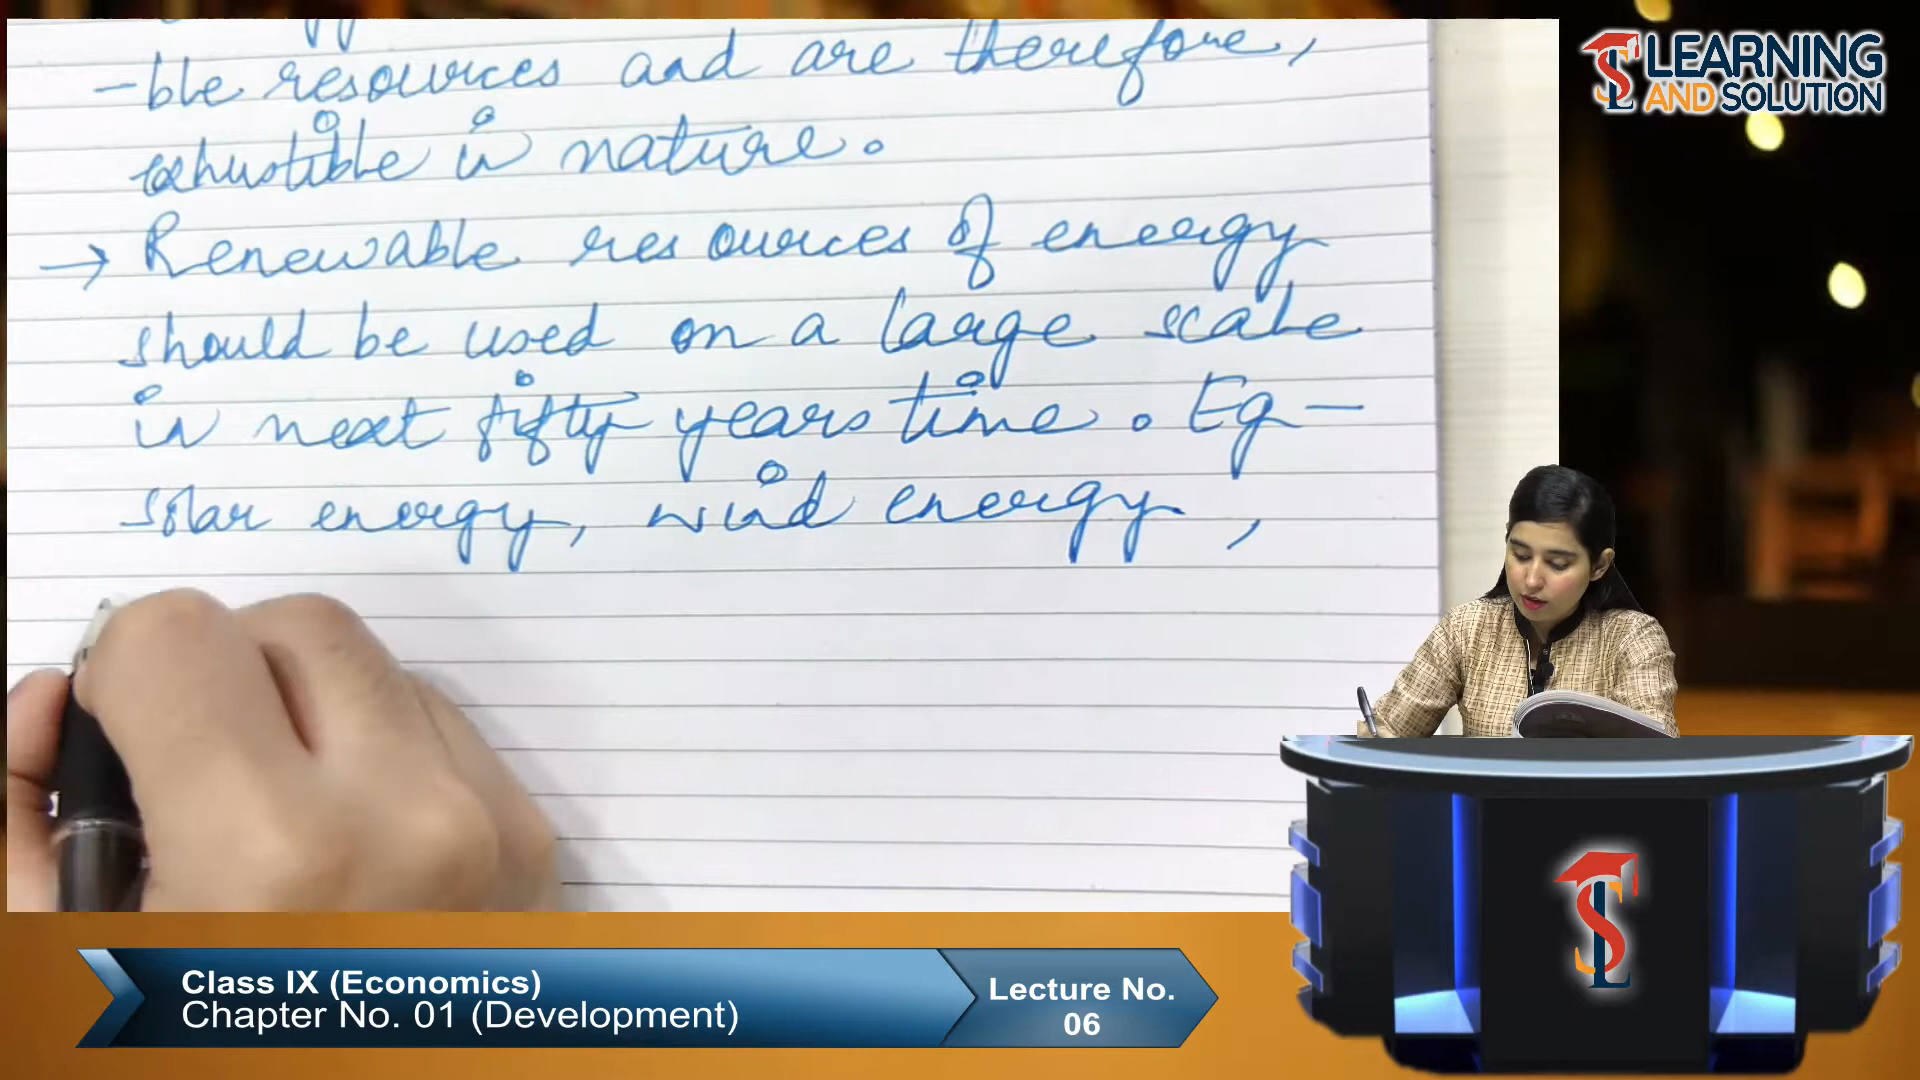 -ble resources and are therefore,
exhustible in nature.
→ Renewable resources of energy
should be used on a large scale
in next fifty years time. Eg -
solar energy, wind energy,
LEARNING
AND SOLUTION
Class IX (Economics)
Chapter No. 01 (Development)
Lecture No.
06